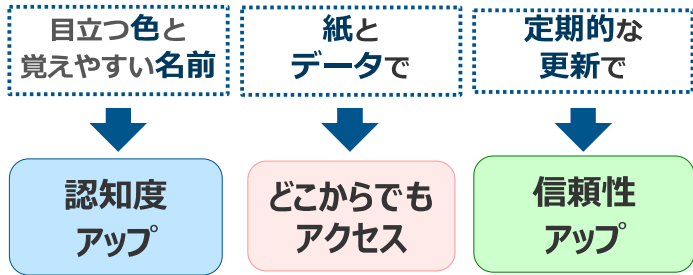 目立つ色と
覚えやすい名前
紙と
データで
定期的な
更新で
認知度
アップ
どこからでも
アクセス
信頼性
アップ